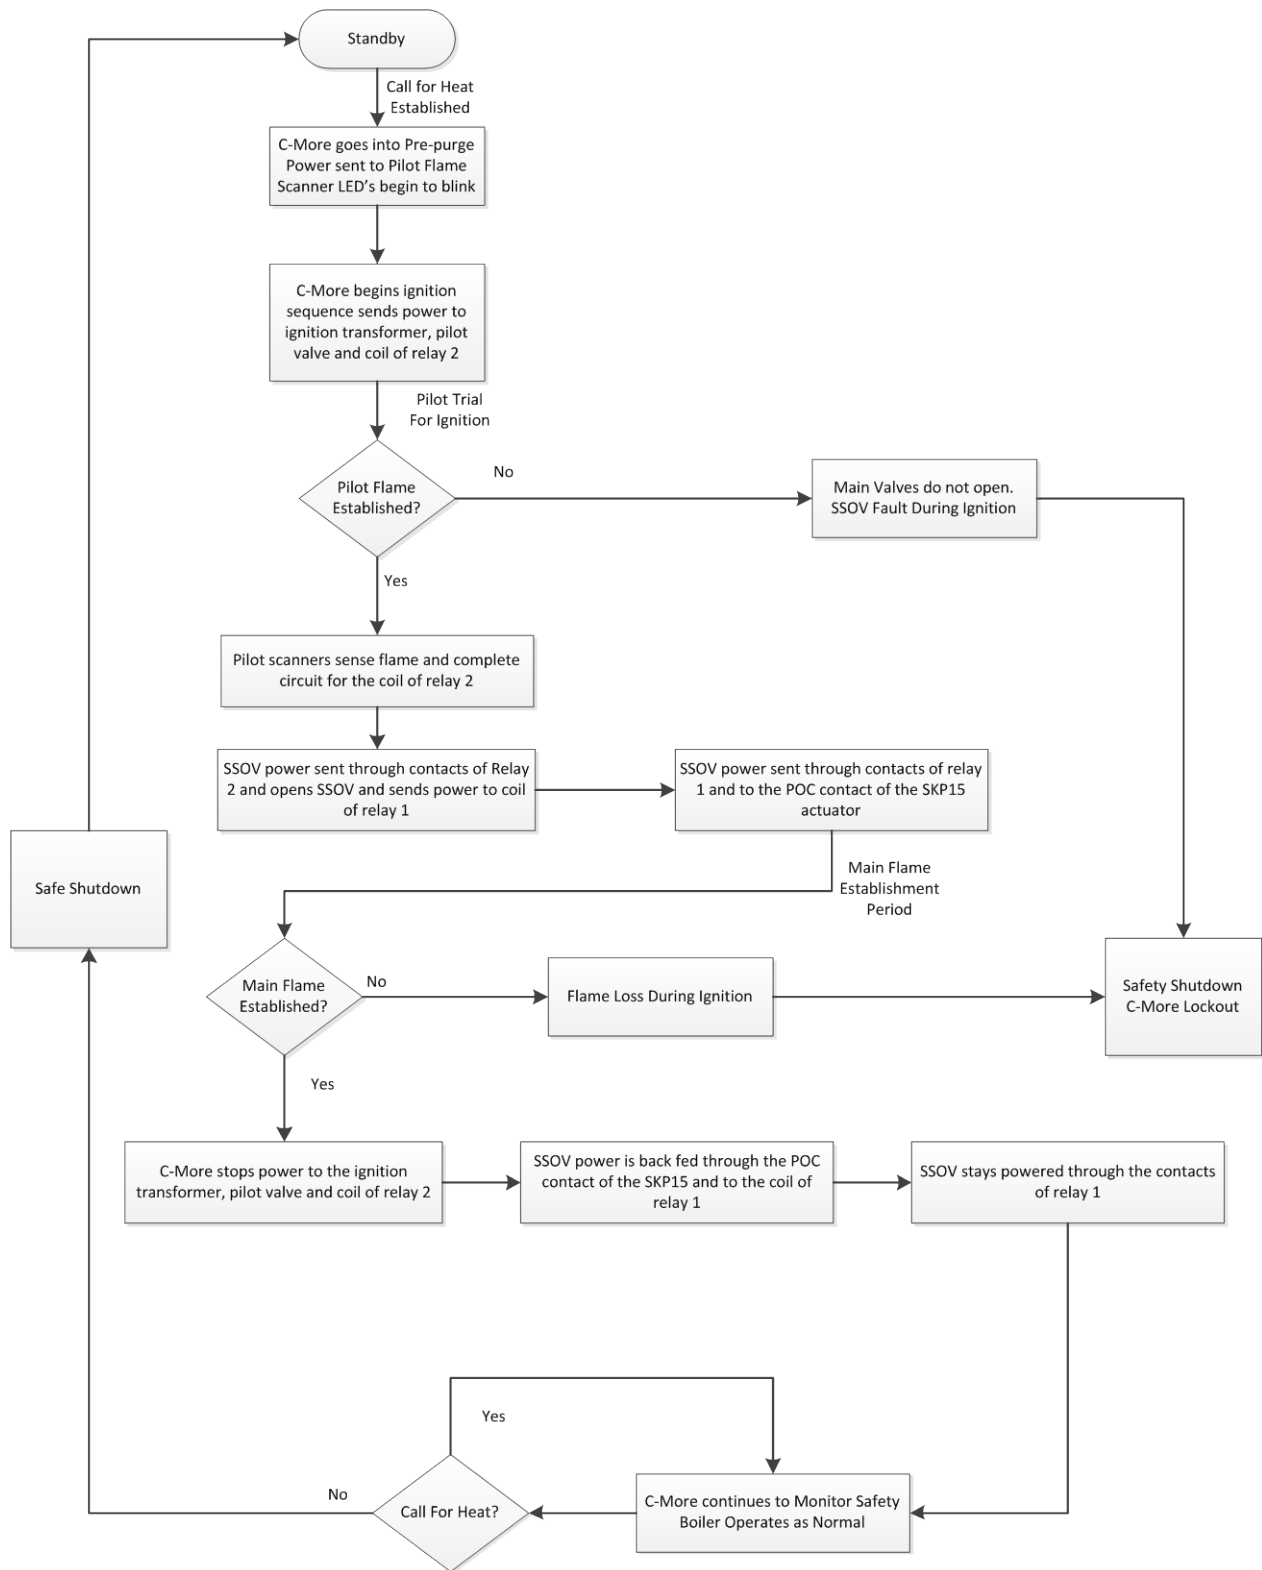 Standby
Call for Heat
Established
C-More goes into Pre-purge
Power sent to Pilot Flame
Scanner LED's begin to blink
C-More begins ignition
sequence sends power to
ignition transformer, pilot
valve and coil of relay 2
Pilot Trial
For Ignition
Pilot Flame
Established?
No
Main Valves do not open.
SSOV Fault During Ignition
Yes
Pilot scanners sense flame and complete
circuit for the coil of relay 2
SSOV power sent through contacts of Relay
2 and opens SSOV and sends power to coil
of relay 1
SSOV power sent through contacts of relay
1 and to the POC contact of the SKP15
actuator
Main Flame
Establishment
Period
Safe Shutdown
Main Flame
Established?
No
Flame Loss During Ignition
Safety Shutdown
C-More Lockout
Yes
C-More stops power to the ignition
transformer, pilot valve and coil of relay 2
SSOV power is back fed through the POC
contact of the SKP15 and to the coil of
relay 1
SSOV stays powered through the contacts
of relay 1
Yes
No
Call For Heat?
C-More continues to Monitor Safety
Boiler Operates as Normal